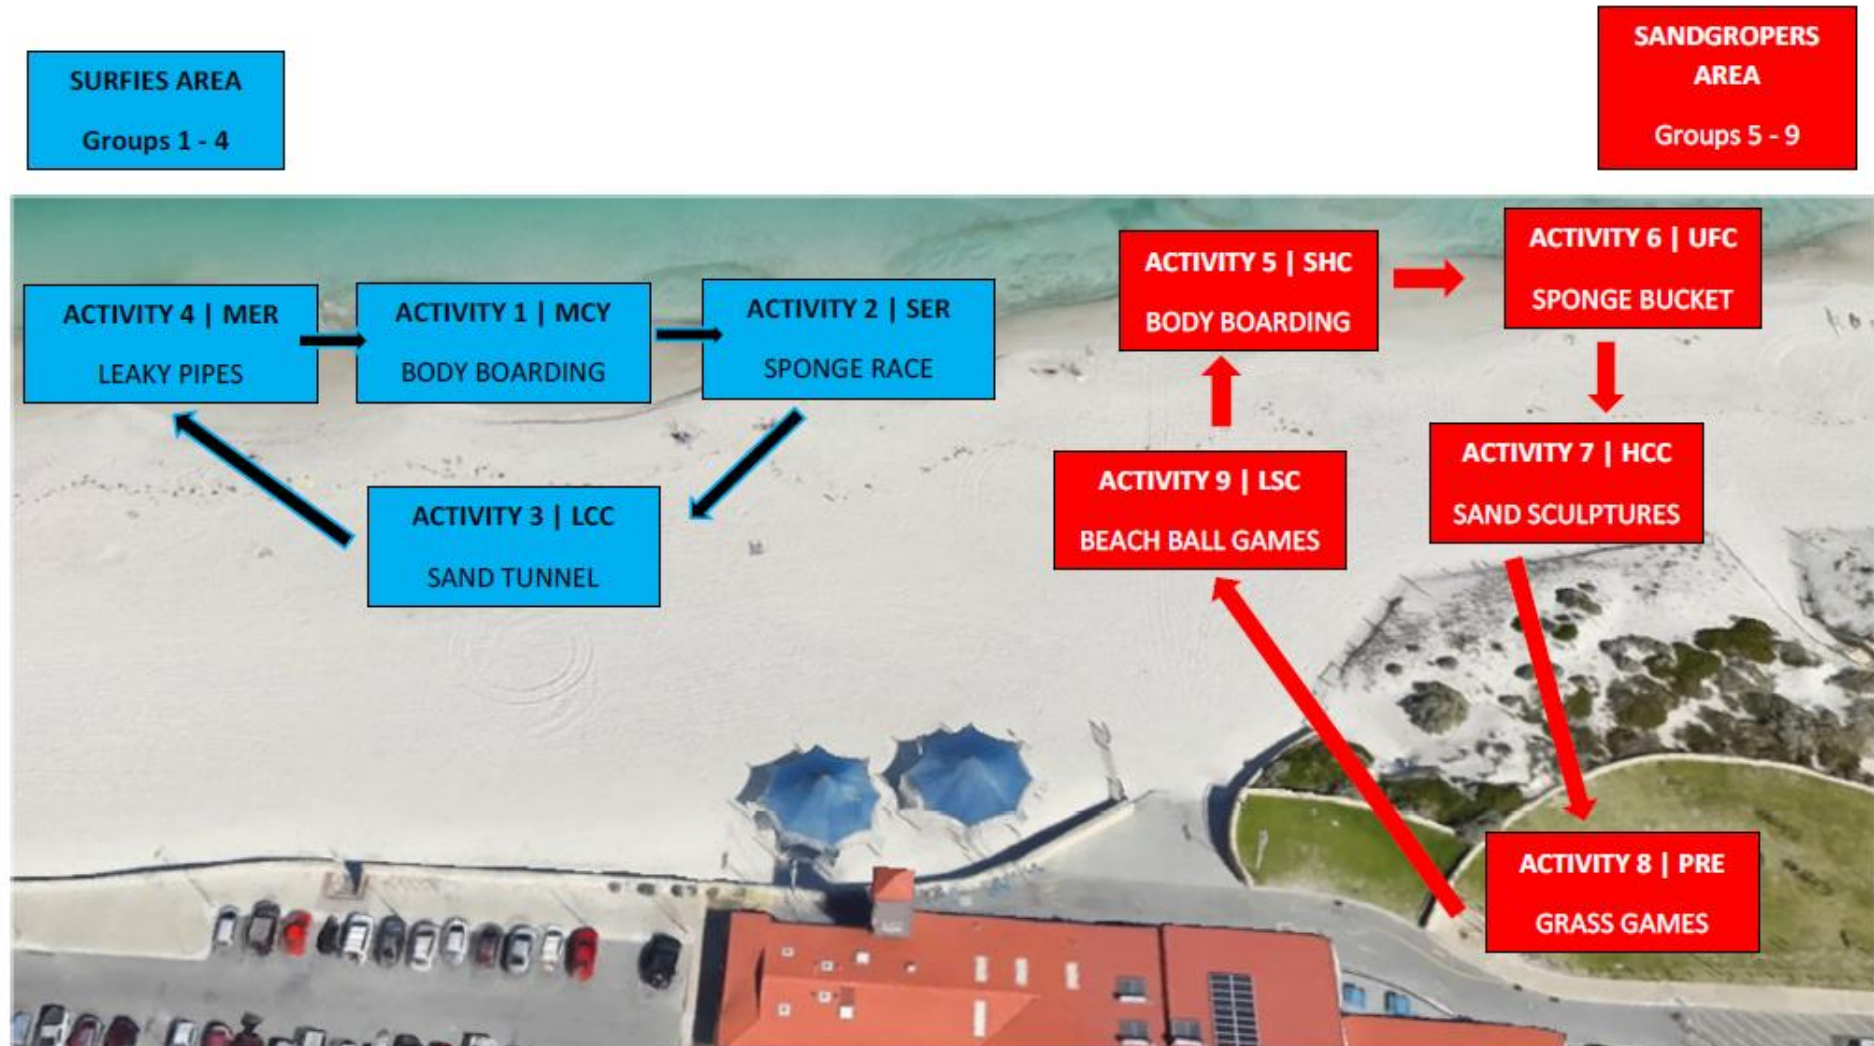 SURFIES AREA
Groups 1 - 4
SANDGROPERS
AREA
Groups 5 - 9
ACTIVITY 4 | MER
LEAKY PIPES
ACTIVITY 1 | MCY
BODY BOARDING
ACTIVITY 2 | SER
SPONGE RACE
ACTIVITY 3 | LCC
SAND TUNNEL
ACTIVITY 5 | SHC
BODY BOARDING
ACTIVITY 6 | UFC
SPONGE BUCKET
ACTIVITY 7 | HCC
SAND SCULPTURES
ACTIVITY 9 | LSC
BEACH BALL GAMES
ACTIVITY 8 | PRE
GRASS GAMES